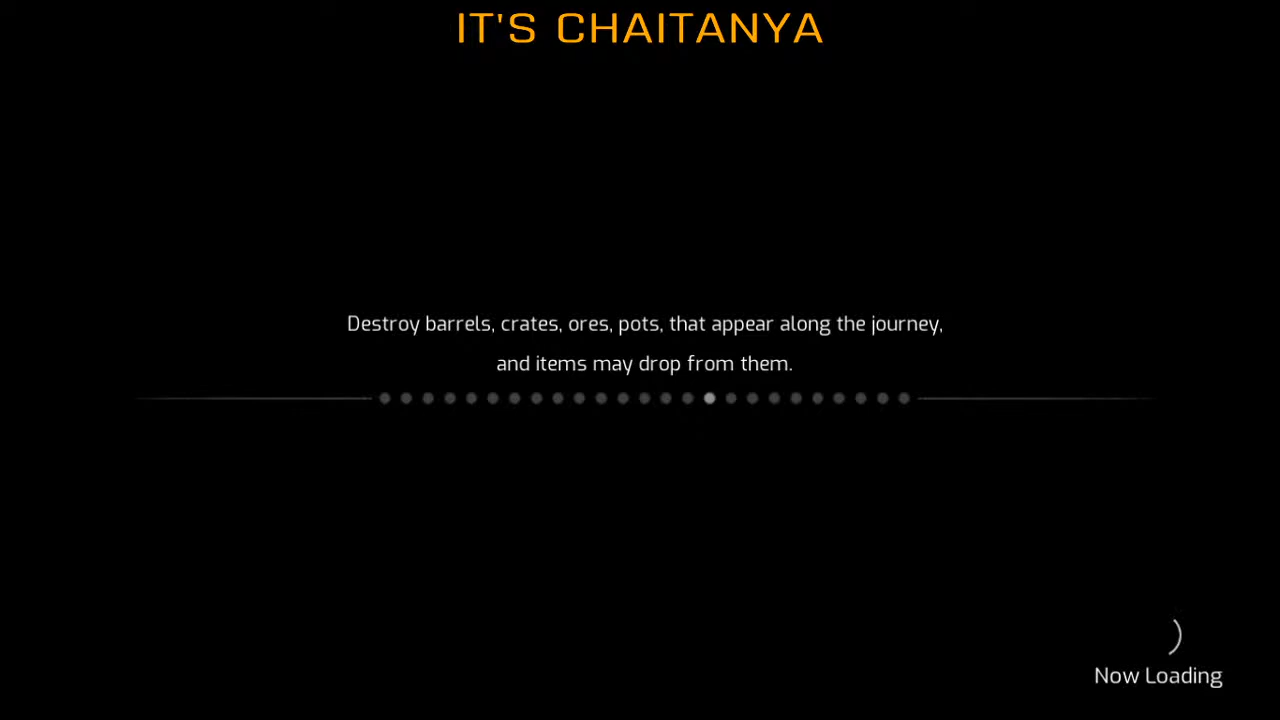 IT'S CHAITANYA
Destroy barrels, crates, ores, pots, that appear along the journey,
and items may drop from them.
Now Loading